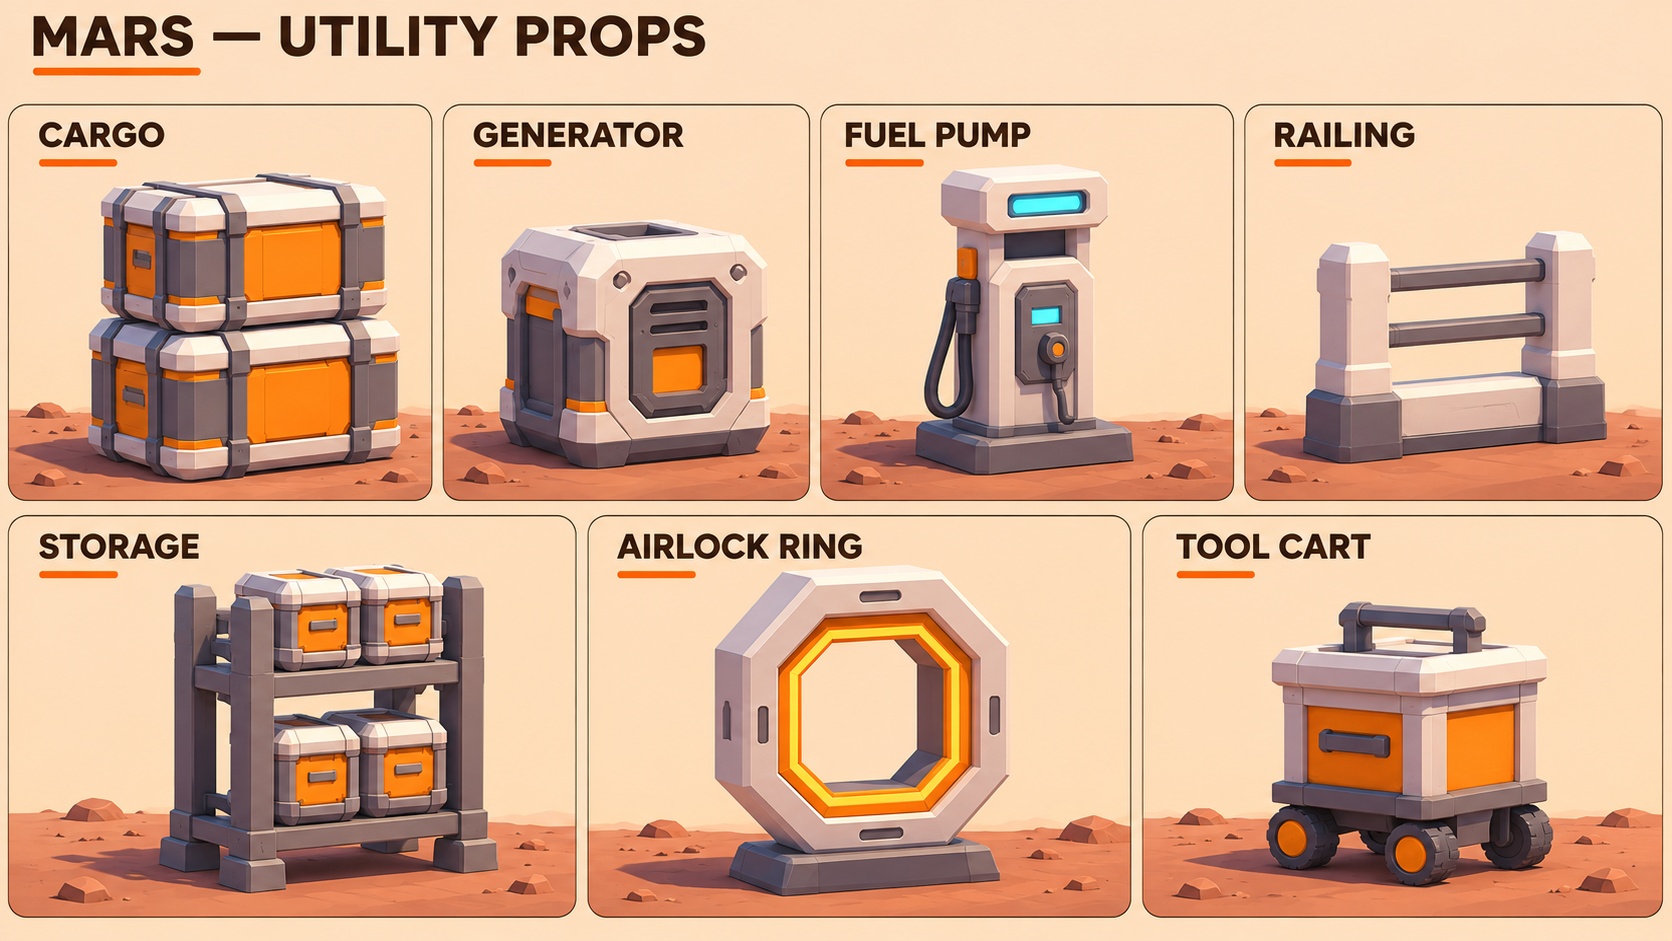 MARS — UTILITY PROPS
CARGO
GENERATOR
FUEL PUMP
RAILING
STORAGE
AIRLOCK RING
TOOL CART